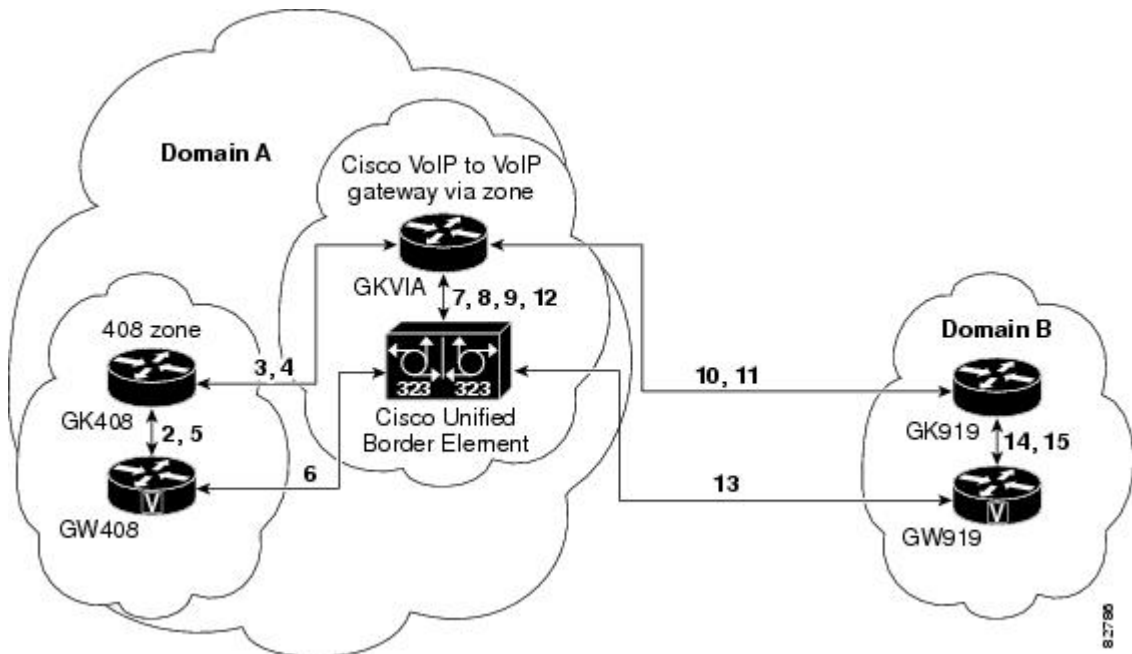 Domain A
Cisco VoIP to VoIP
gateway via zone
GKVIA
7, 8, 9, 12
408 zone
3, 4
323
323
Cisco Unified
Border Element
GK408
2, 5
6
GW408
V
10, 11
Domain B
GK919
14, 15
13
V
GW919
82786